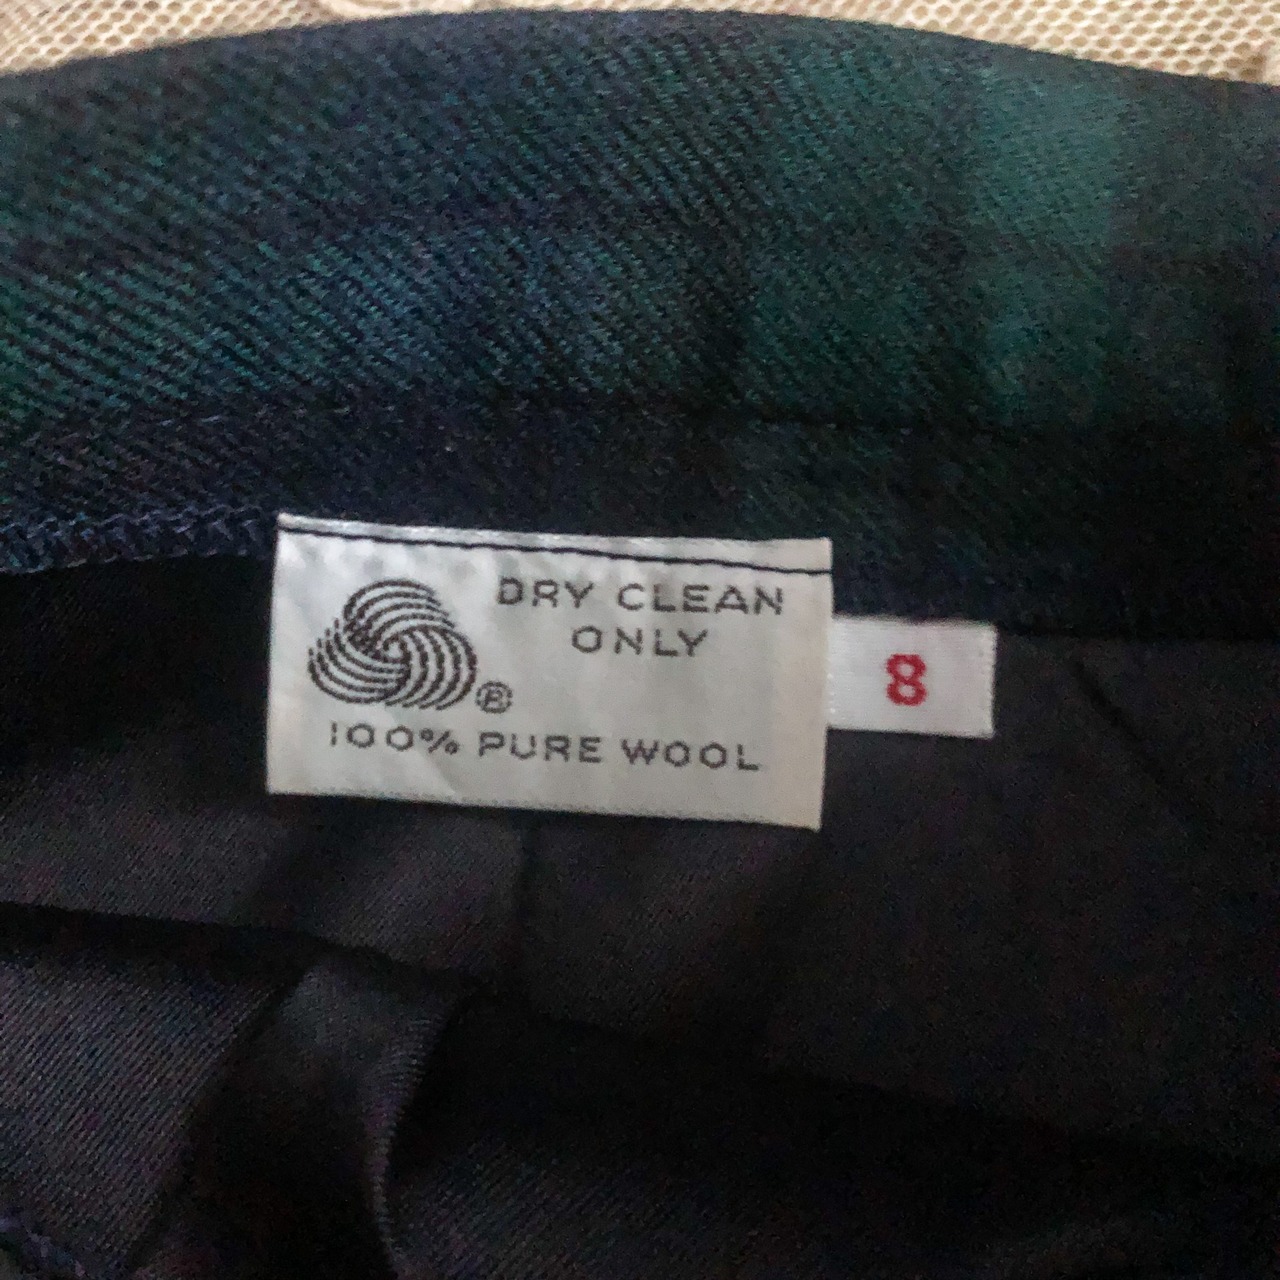 DRY CLEAN
ONLY
®
100% PURE WOOL
8